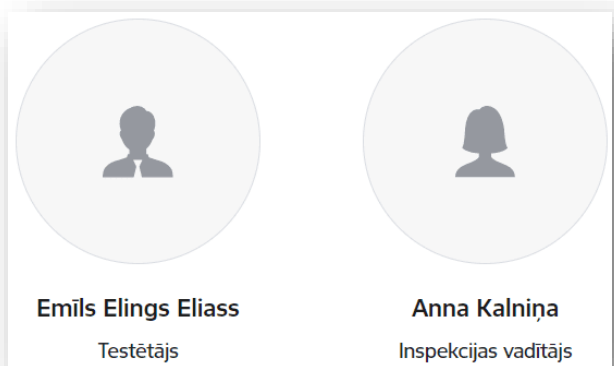 Emīls Elings Eliass
Testētājs
Anna Kalniņa
Inspekcijas vadītājs